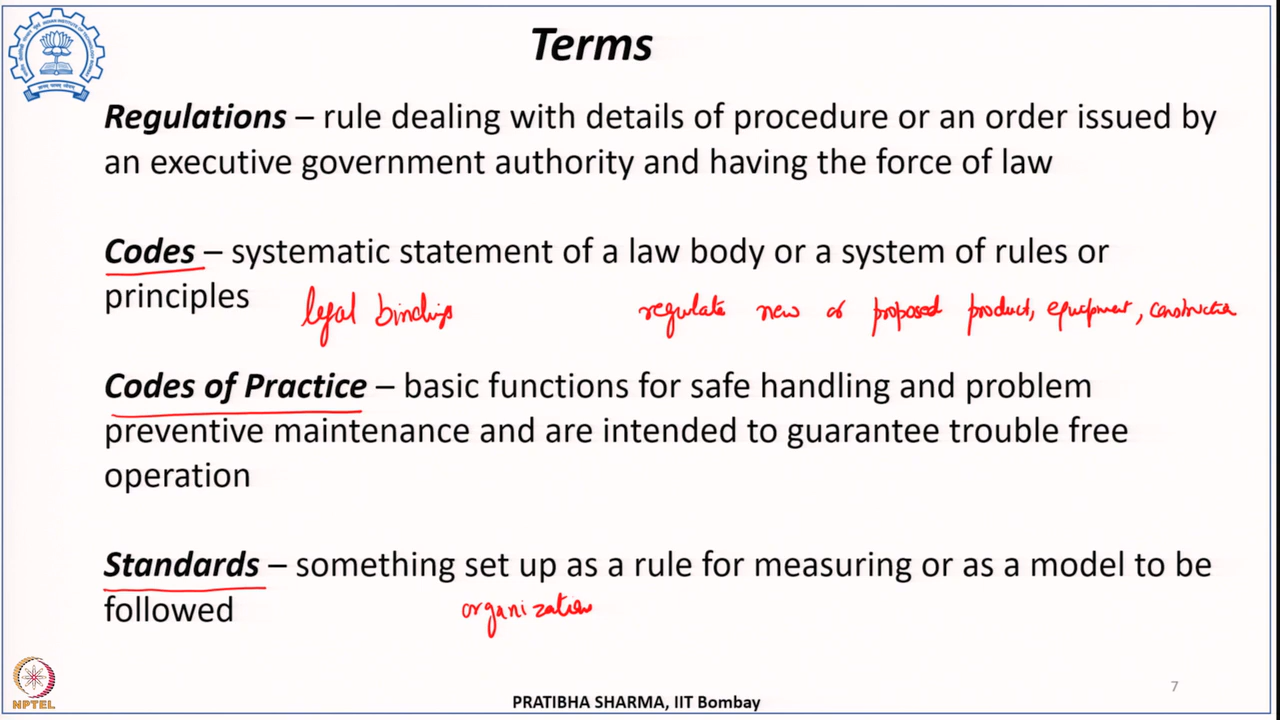 Terms
Regulations – rule dealing with details of procedure or an order issued by
an executive government authority and having the force of law
Codes – systematic statement of a law body or a system of rules or
principles
legal bindings regulate new or proposed product, equipment, construction
Codes of Practice – basic functions for safe handling and problem
preventive maintenance and are intended to guarantee trouble free
operation
Standards – something set up as a rule for measuring or as a model to be
followed
organizations
NPTEL
PRATIBHA SHARMA, IIT Bombay
7